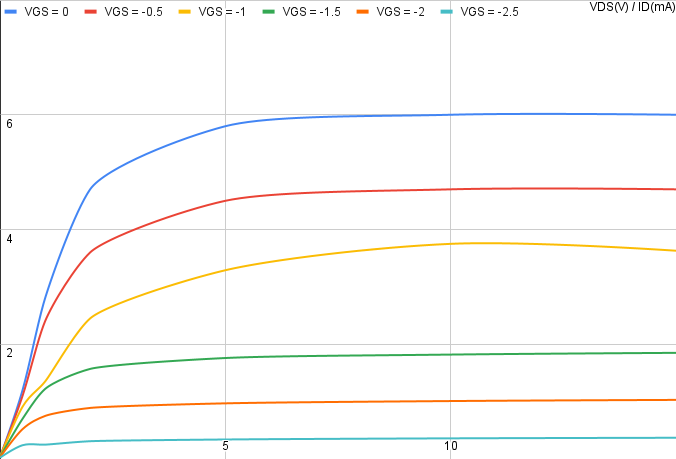 VGS = 0 VGS = -0.5 VGS = -1 VGS = -1.5 VGS = -2 VGS = -2.5 VDS(V) / ID(mA)
6
4
2
5 10